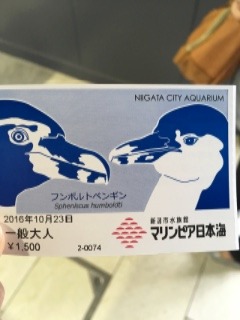 NIIGATA CITY AQUARIUM
フンボルトペンギン
Spheniscus humboldti
2016年10月23日
一般大人
¥1,500
2-0074
新潟市水族館
マリンピア日本海